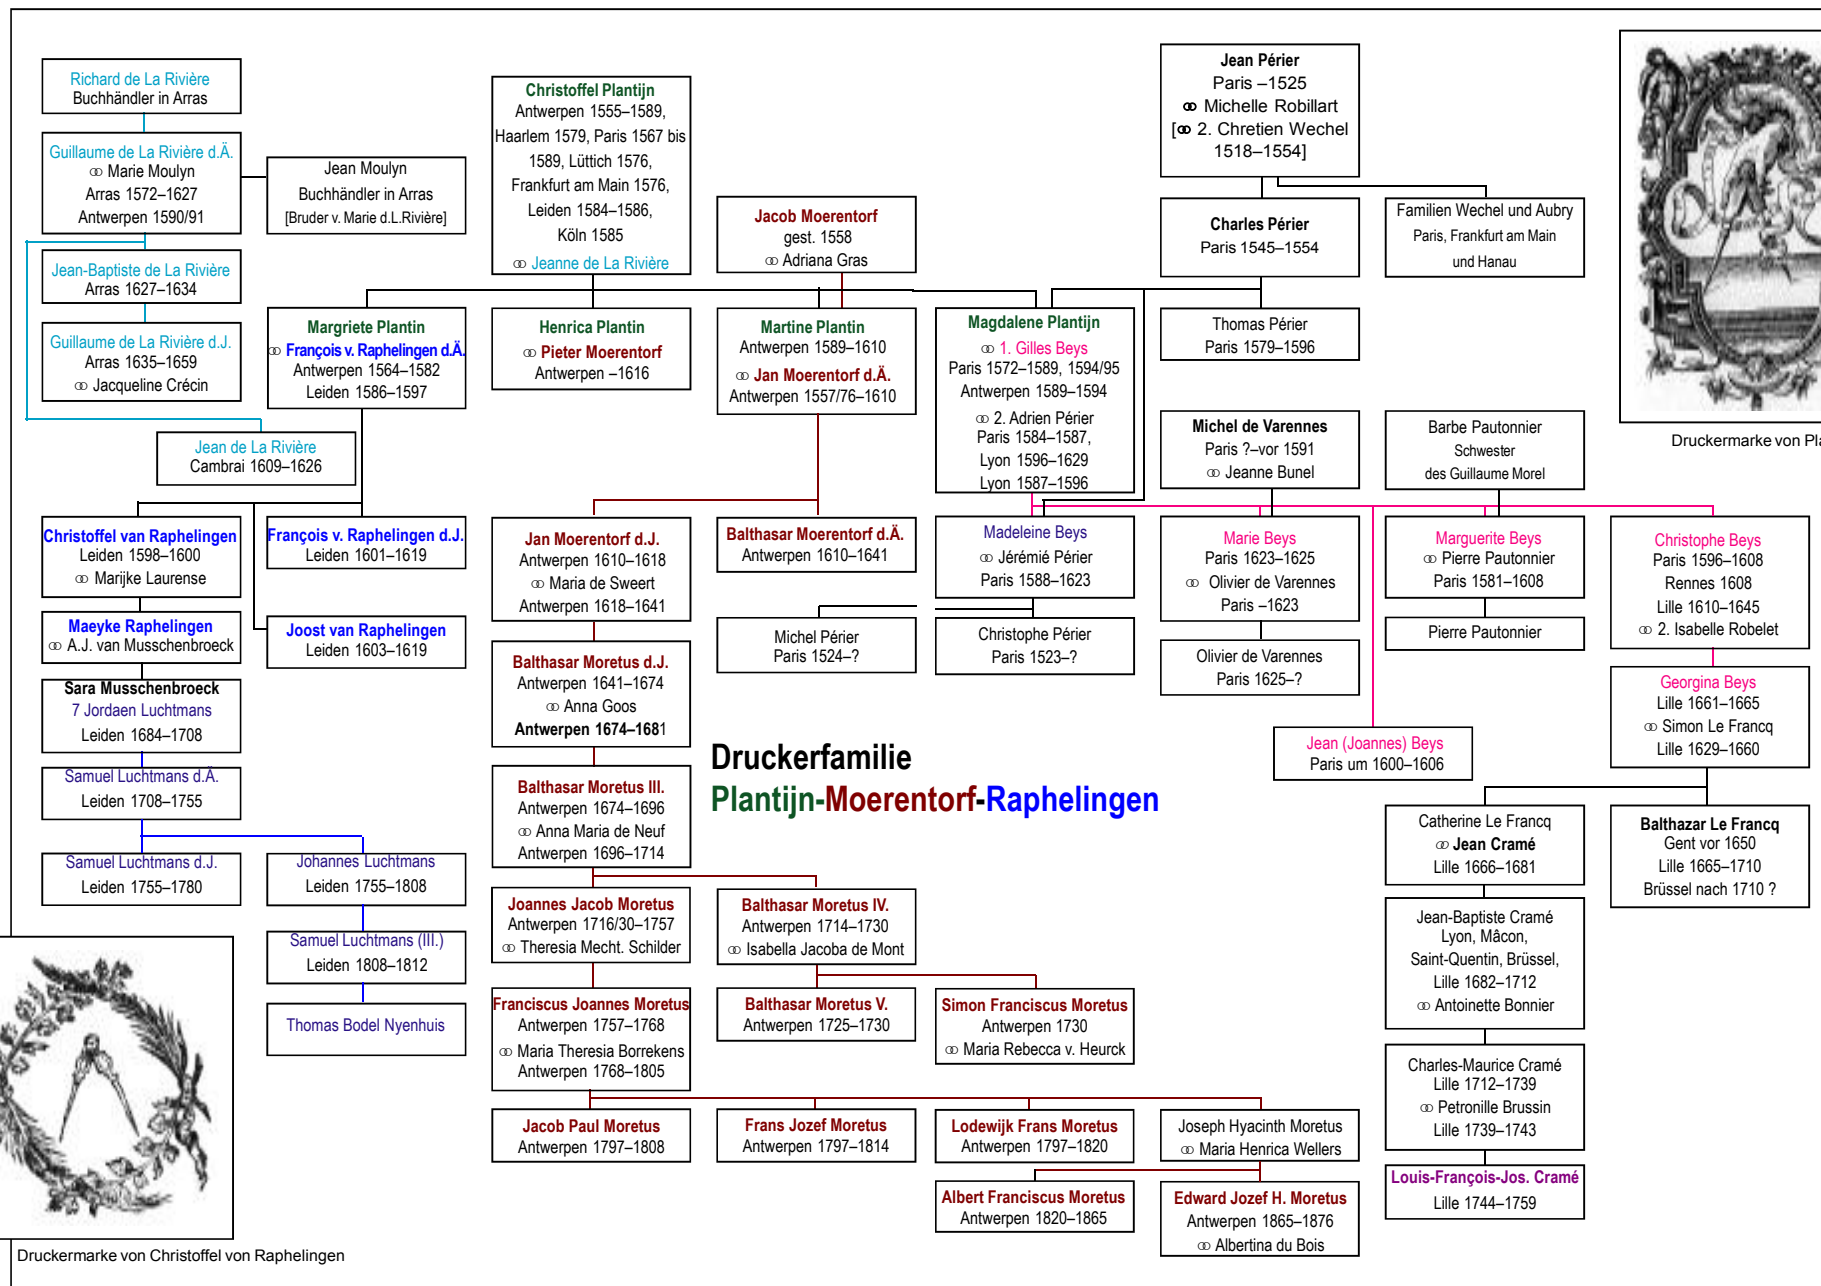 Richard de La Rivière
Buchhändler in Arras
Guillaume de La Rivière d.Ä.
⚭ Marie Moulyn
Arras 1572–1627
Antwerpen 1590/91
Jean Moulyn
Buchhändler in Arras
[Bruder v. Marie d.L.Rivière]
Jean-Baptiste de La Rivière
Arras 1627–1634
Guillaume de La Rivière d.J.
Arras 1635–1659
⚭ Jacqueline Crécin
Jean de La Rivière
Cambrai 1609–1626
Christoffel Plantijn
Antwerpen 1555–1589,
Haarlem 1579, Paris 1567 bis
1589, Lüttich 1576,
Frankfurt am Main 1576,
Leiden 1584–1586,
Köln 1585
⚭ Jeanne de La Rivière
Jacob Moerentorf
gest. 1558
⚭ Adriana Gras
Jean Périer
Paris –1525
⚭ Michelle Robillart
[⚭ 2. Chretien Wechel
1518–1554]
Charles Périer
Paris 1545–1554
Familien Wechel und Aubry
Paris, Frankfurt am Main
und Hanau
Thomas Périer
Paris 1579–1596
Druckermarke von Pla
Margriete Plantin
⚭ François v. Raphelingen d.Ä.
Antwerpen 1564–1582
Leiden 1586–1597
Henrica Plantin
⚭ Pieter Moerentorf
Antwerpen –1616
Martine Plantin
Antwerpen 1589–1610
⚭ Jan Moerentorf d.Ä.
Antwerpen 1557/76–1610
Magdalene Plantijn
⚭ 1. Gilles Beys
Paris 1572–1589, 1594/95
Antwerpen 1589–1594
⚭ 2. Adrien Périer
Paris 1584–1587,
Lyon 1596–1629
Lyon 1587–1596
Michel de Varennes
Paris ?–vor 1591
⚭ Jeanne Bunel
Barbe Pautonnier
Schwester
des Guillaume Morel
Christoffel van Raphelingen
Leiden 1598–1600
⚭ Marijke Laurense
François v. Raphelingen d.J.
Leiden 1601–1619
Maeyke Raphelingen
⚭ A.J. van Musschenbroeck
Joost van Raphelingen
Leiden 1603–1619
Sara Musschenbroeck
7 Jordaen Luchtmans
Leiden 1684–1708
Samuel Luchtmans d.Ä.
Leiden 1708–1755
Samuel Luchtmans d.J.
Leiden 1755–1780
Johannes Luchtmans
Leiden 1755–1808
Samuel Luchtmans (III.)
Leiden 1808–1812
Thomas Bodel Nyenhuis
Jan Moerentorf d.J.
Antwerpen 1610–1618
⚭ Maria de Sweert
Antwerpen 1618–1641
Balthasar Moerentorf d.Ä.
Antwerpen 1610–1641
Balthasar Moretus d.J.
Antwerpen 1641–1674
⚭ Anna Goos
Antwerpen 1674–1681
Balthasar Moretus III.
Antwerpen 1674–1696
⚭ Anna Maria de Neuf
Antwerpen 1696–1714
Joannes Jacob Moretus
Antwerpen 1716/30–1757
⚭ Theresia Mecht. Schilder
Balthasar Moretus IV.
Antwerpen 1714–1730
⚭ Isabella Jacoba de Mont
Franciscus Joannes Moretus
Antwerpen 1757–1768
⚭ Maria Theresia Borrekens
Antwerpen 1768–1805
Balthasar Moretus V.
Antwerpen 1725–1730
Simon Franciscus Moretus
Antwerpen 1730
⚭ Maria Rebecca v. Heurck
Jacob Paul Moretus
Antwerpen 1797–1808
Frans Jozef Moretus
Antwerpen 1797–1814
Lodewijk Frans Moretus
Antwerpen 1797–1820
Joseph Hyacinth Moretus
⚭ Maria Henrica Wellers
Albert Franciscus Moretus
Antwerpen 1820–1865
Edward Jozef H. Moretus
Antwerpen 1865–1876
⚭ Albertina du Bois
Madeleine Beys
⚭ Jérémié Périer
Paris 1588–1623
Marie Beys
Paris 1623–1625
⚭ Olivier de Varennes
Paris –1623
Marguerite Beys
⚭ Pierre Pautonnier
Paris 1581–1608
Christophe Beys
Paris 1596–1608
Rennes 1608
Lille 1610–1645
⚭ 2. Isabelle Robelet
Michel Périer
Paris 1524–?
Christophe Périer
Paris 1523–?
Olivier de Varennes
Paris 1625–?
Pierre Pautonnier
Georgina Beys
Lille 1661–1665
⚭ Simon Le Francq
Lille 1629–1660
Jean (Joannes) Beys
Paris um 1600–1606
Druckerfamilie
Plantijn-Moerentorf-Raphelingen
Catherine Le Francq
⚭ Jean Cramé
Lille 1666–1681
Balthazar Le Francq
Gent vor 1650
Lille 1665–1710
Brüssel nach 1710 ?
Jean-Baptiste Cramé
Lyon, Mâcon,
Saint-Quentin, Brüssel,
Lille 1682–1712
⚭ Antoinette Bonnier
Charles-Maurice Cramé
Lille 1712–1739
⚭ Petronille Brussin
Lille 1739–1743
Louis-François-Jos. Cramé
Lille 1744–1759
Druckermarke von Christoffel von Raphelingen